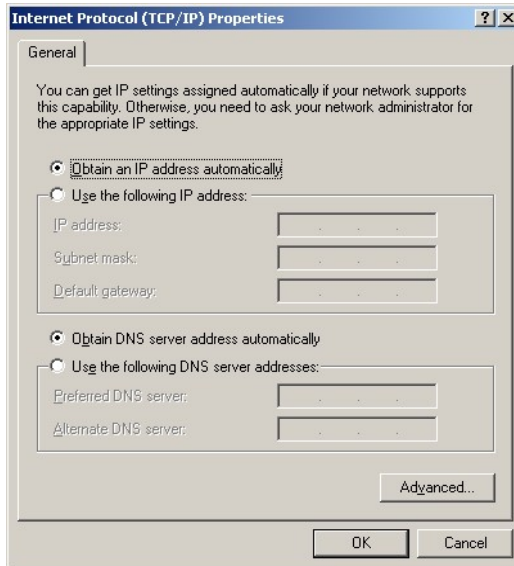 Internet Protocol (TCP/IP) Properties
General
You can get IP settings assigned automatically if your network supports
this capability. Otherwise, you need to ask your network administrator for
the appropriate IP settings.
Obtain an IP address automatically
Use the following IP address:
IP address:
Subnet mask:
Default gateway:
Obtain DNS server address automatically
Use the following DNS server addresses:
Preferred DNS server:
Alternate DNS server:
Advanced...
OK Cancel